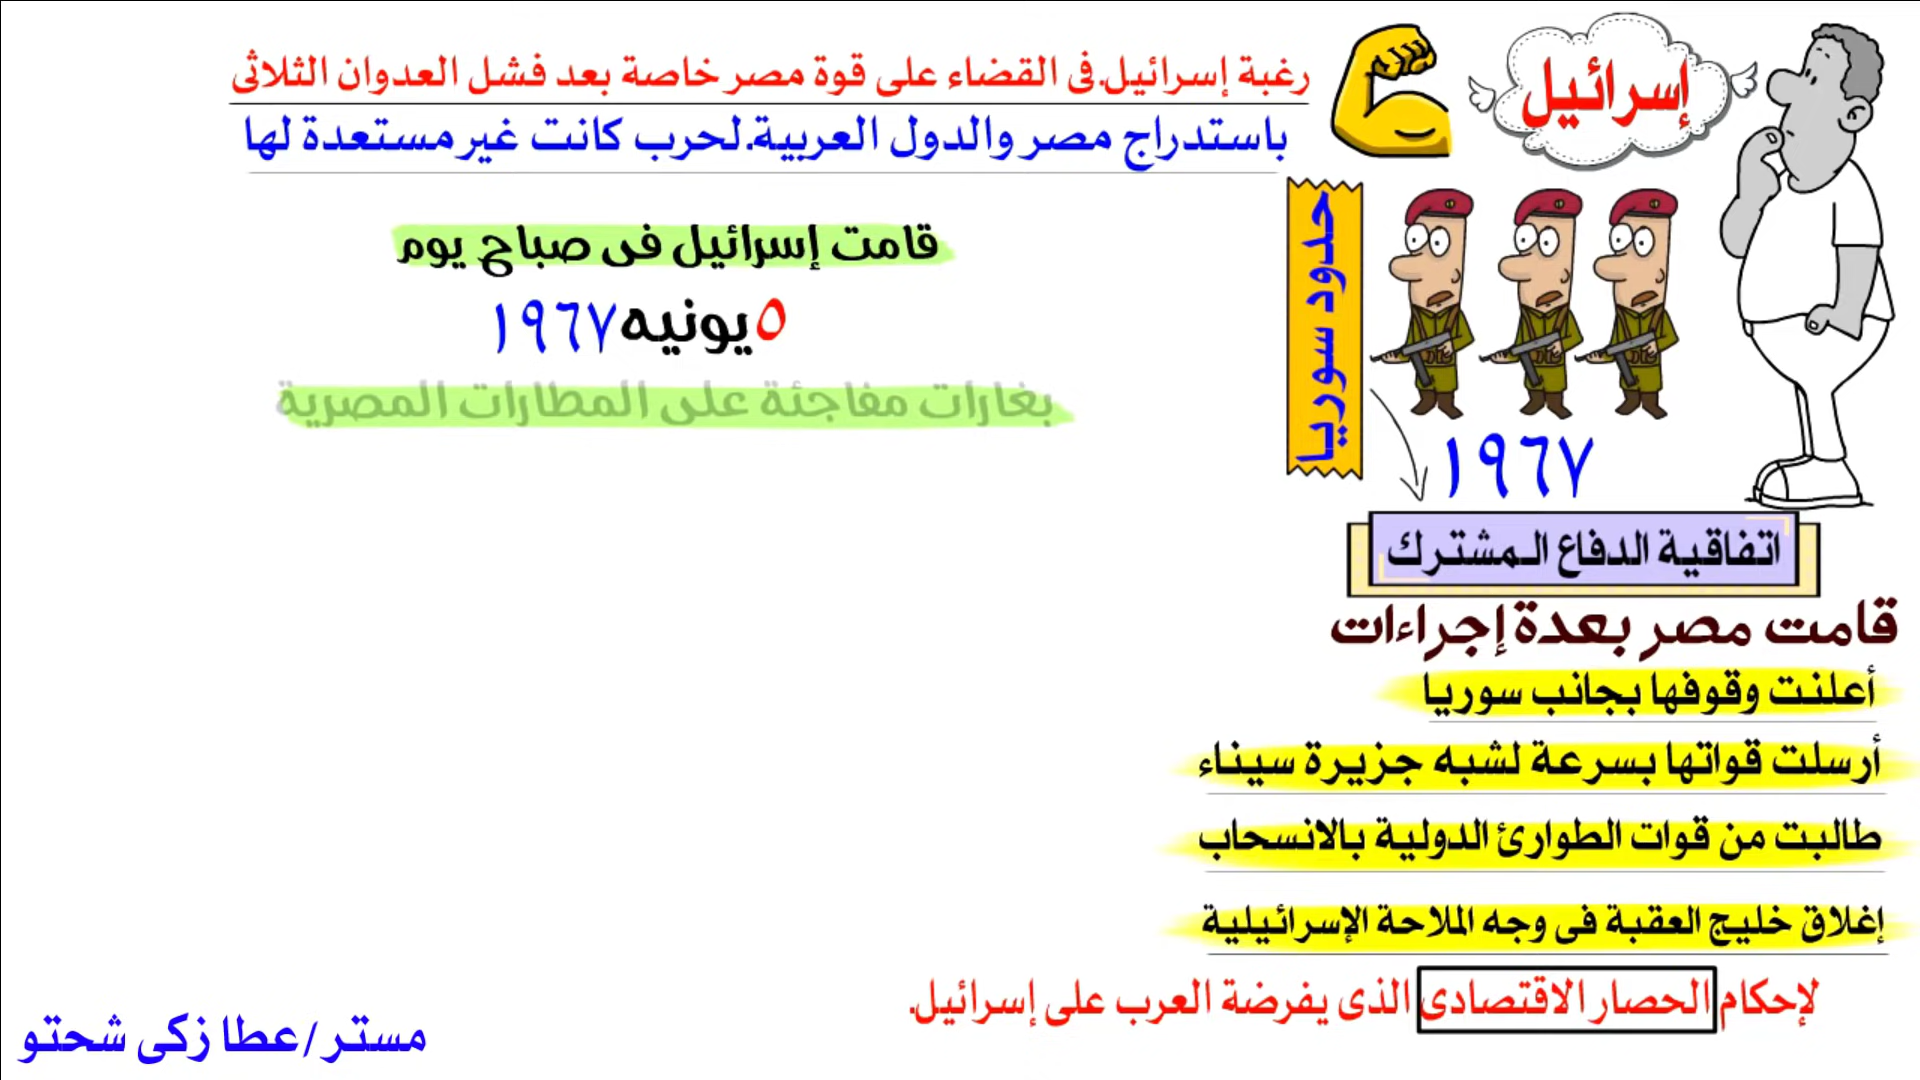 إسرائيل
رغبة إسرائيل.فى القضاء على قوة مصر خاصة بعد فشل العدوان الثلاثى
باستدراج مصر والدول العربية.لحرب كانت غير مستعدة لها
حدود سوريا
١٩٦٧
اتفاقية الدفاع المشترك
قامت مصر بعدة إجراءات
أعلنت وقوفها بجانب سوريا
أرسلت قواتها بسرعة لشبه جزيرة سيناء
طالبت من قوات الطوارئ الدولية بالانسحاب
إغلاق خليج العقبة فى وجه الملاحة الإسرائيلية
لإحكام الحصار الاقتصادى الذى يفرضة العرب على إسرائيل.
قامت إسرائيل فى صباح يوم
٥ يونيه ١٩٦٧
بغارات مفاجئة على المطارات المصرية
مستر/عطا زكى شحتو